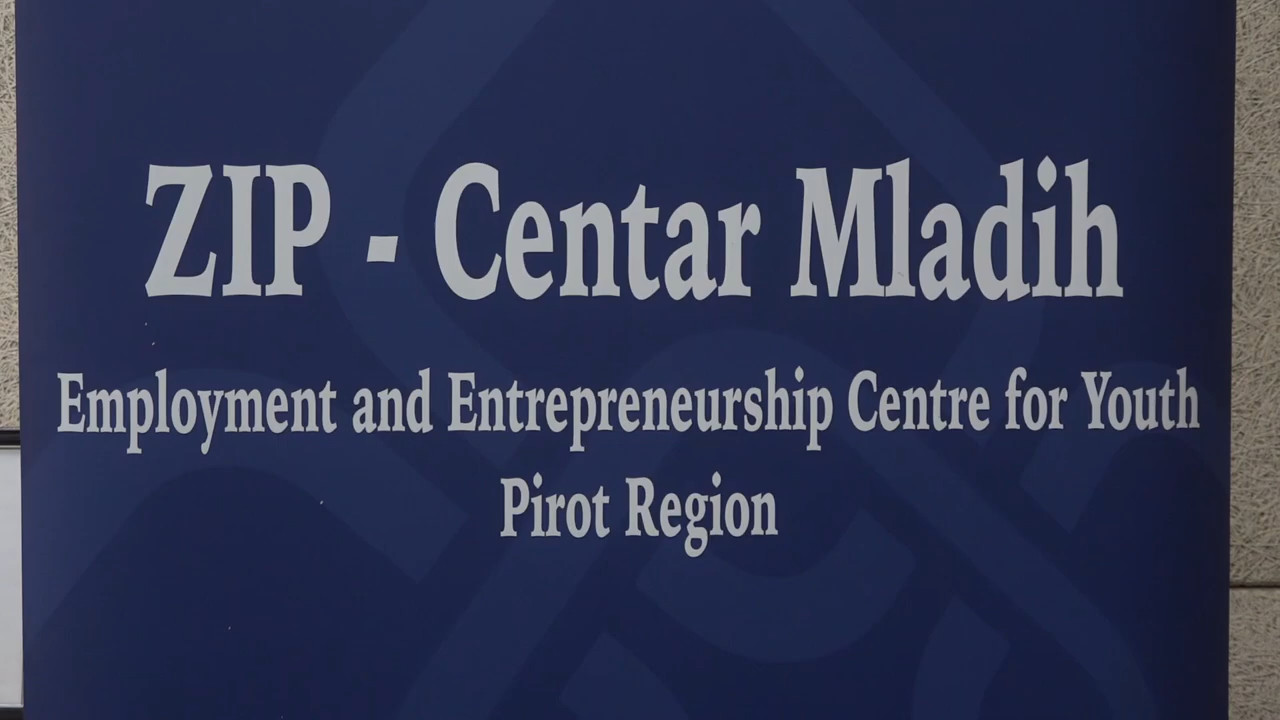 ZIP - Centar Mladih
Employment and Entrepreneurship Centre for Youth
Pirot Region